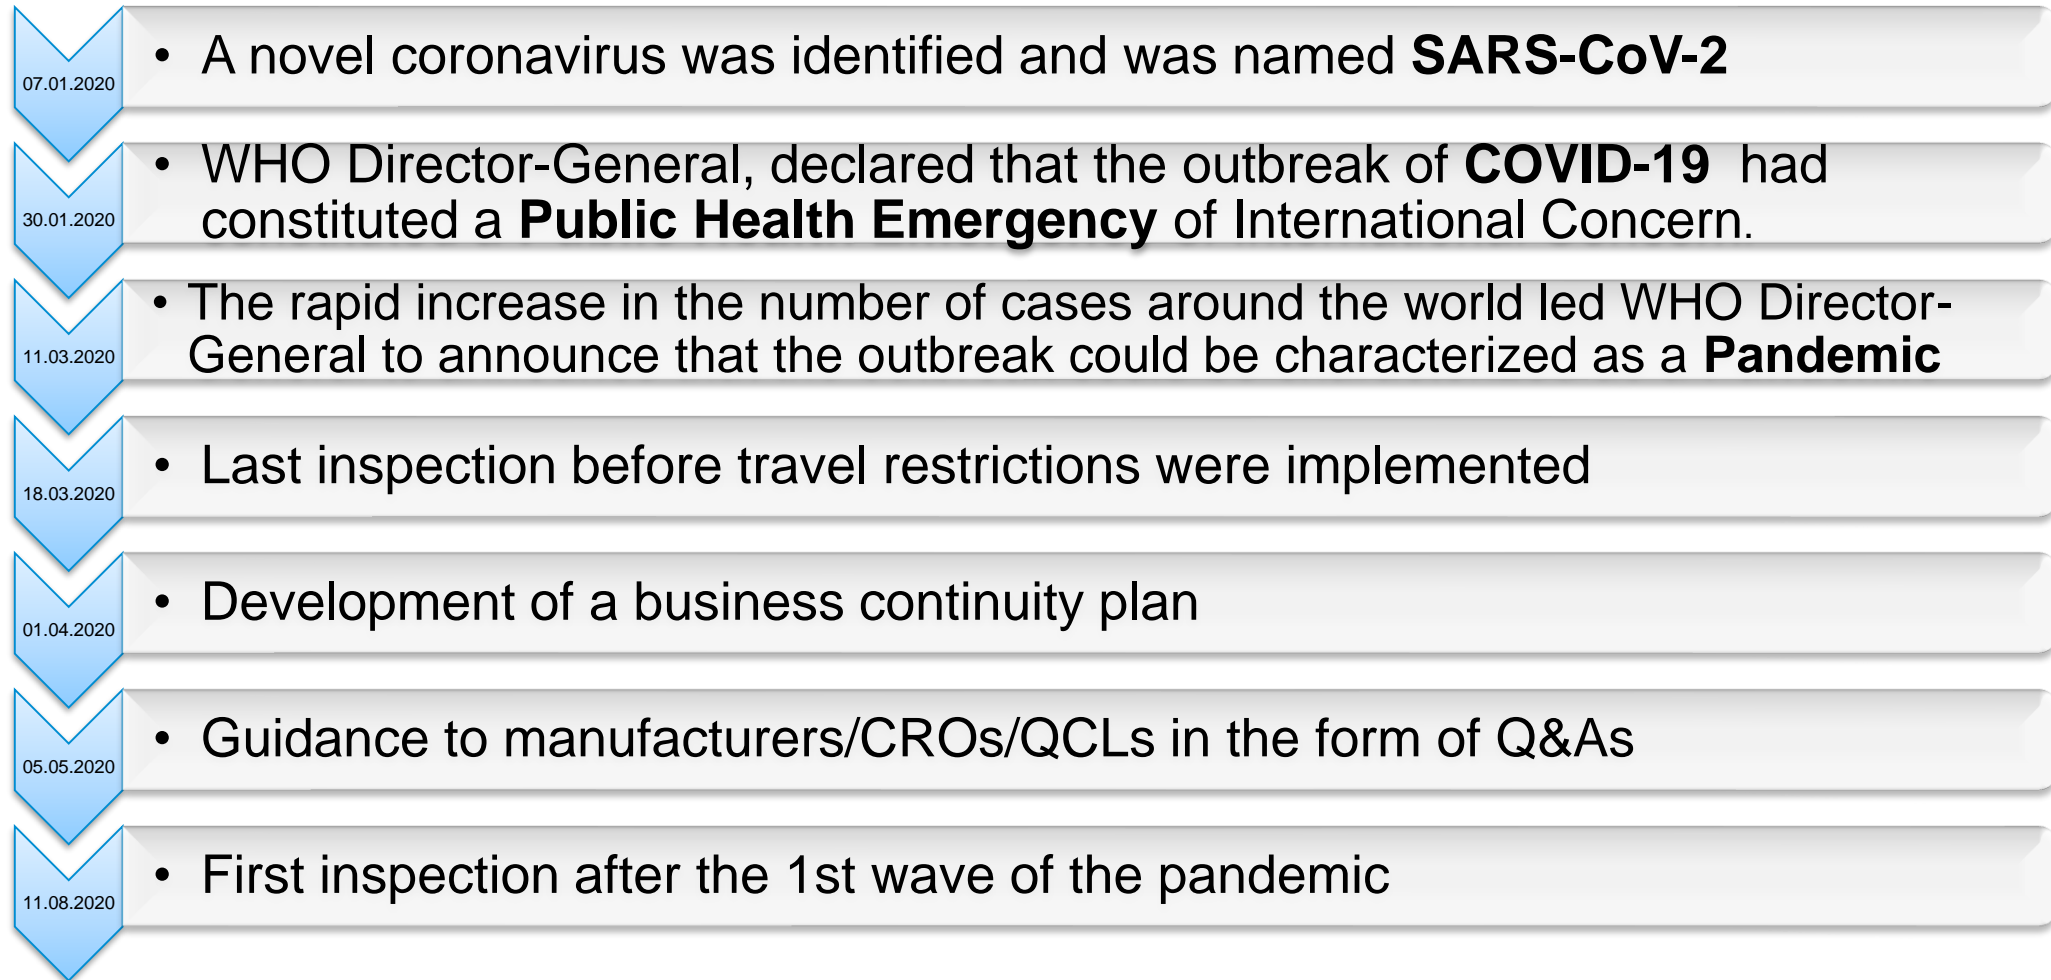 07.01.2020
• A novel coronavirus was identified and was named SARS-CoV-2
30.01.2020
• WHO Director-General, declared that the outbreak of COVID-19 had
constituted a Public Health Emergency of International Concern.
11.03.2020
• The rapid increase in the number of cases around the world led WHO Director-
General to announce that the outbreak could be characterized as a Pandemic
18.03.2020
• Last inspection before travel restrictions were implemented
01.04.2020
• Development of a business continuity plan
05.05.2020
• Guidance to manufacturers/CROs/QCLs in the form of Q&As
11.08.2020
• First inspection after the 1st wave of the pandemic